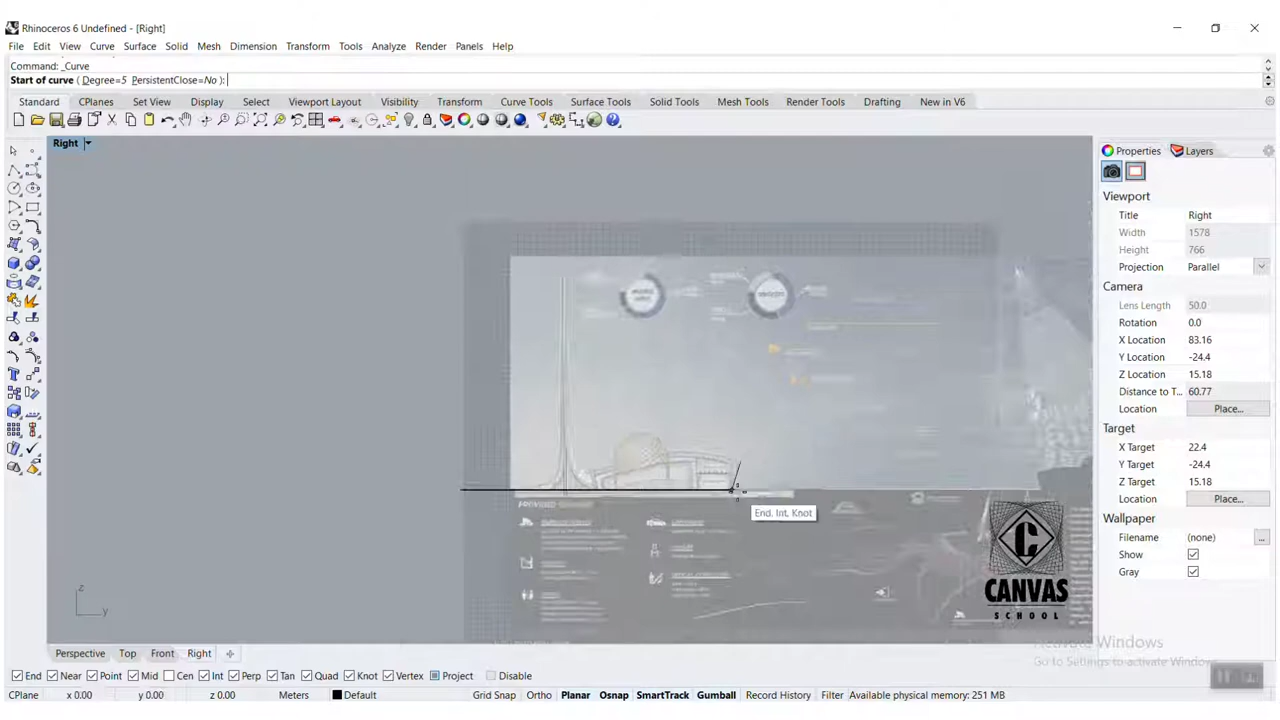 Rhinoceros 6 Undefined - [Right]
File Edit View Curve Surface Solid Mesh Dimension Transform Tools Analyze Render Panels Help
Command: _Curve
Start of curve ( Degree=5 PersistentClose=No ):
Standard CPlanes Set View Display Select Viewport Layout Visibility Transform Curve Tools Surface Tools Solid Tools Mesh Tools Render Tools Drafting New in V6
Right
Properties Layers
Viewport
Title Right
Width 1578
Height 766
Projection Parallel
Camera
Lens Length 50.0
Rotation 0.0
X Location 83.16
Y Location -24.4
Z Location 15.18
Distance to T... 60.77
Location Place...
Target
X Target 22.4
Y Target -24.4
Z Target 15.18
Location Place...
Wallpaper
Filename (none) ...
Show
Gray
End, Int, Knot
z
y
CANVAS
SCHOOL
Activate Windows
Go to Settings to activate Windows.
Perspective Top Front Right
End Near Point Mid Cen Int Perp Tan Quad Knot Vertex Project Disable
CPlane x 0.00 y 0.00 z 0.00 Meters Default Grid Snap Ortho Planar Osnap SmartTrack Gumball Record History Filter Available physical memory: 251 MB